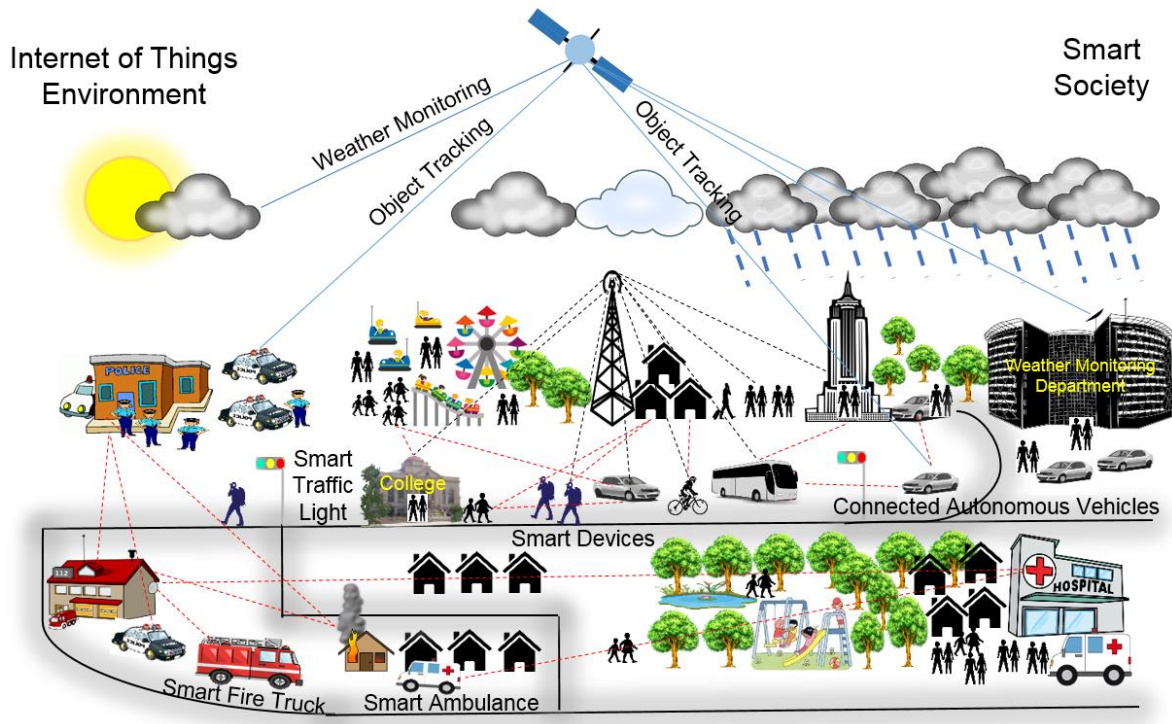 Internet of Things
Environment
Smart
Society
Weather Monitoring
Object Tracking
Object Tracking
POLICE
Weather Monitoring
Department
Smart
Traffic
Light
College
Connected Autonomous Vehicles
Smart Devices
112
HOSPITAL
Smart Fire Truck
Smart Ambulance